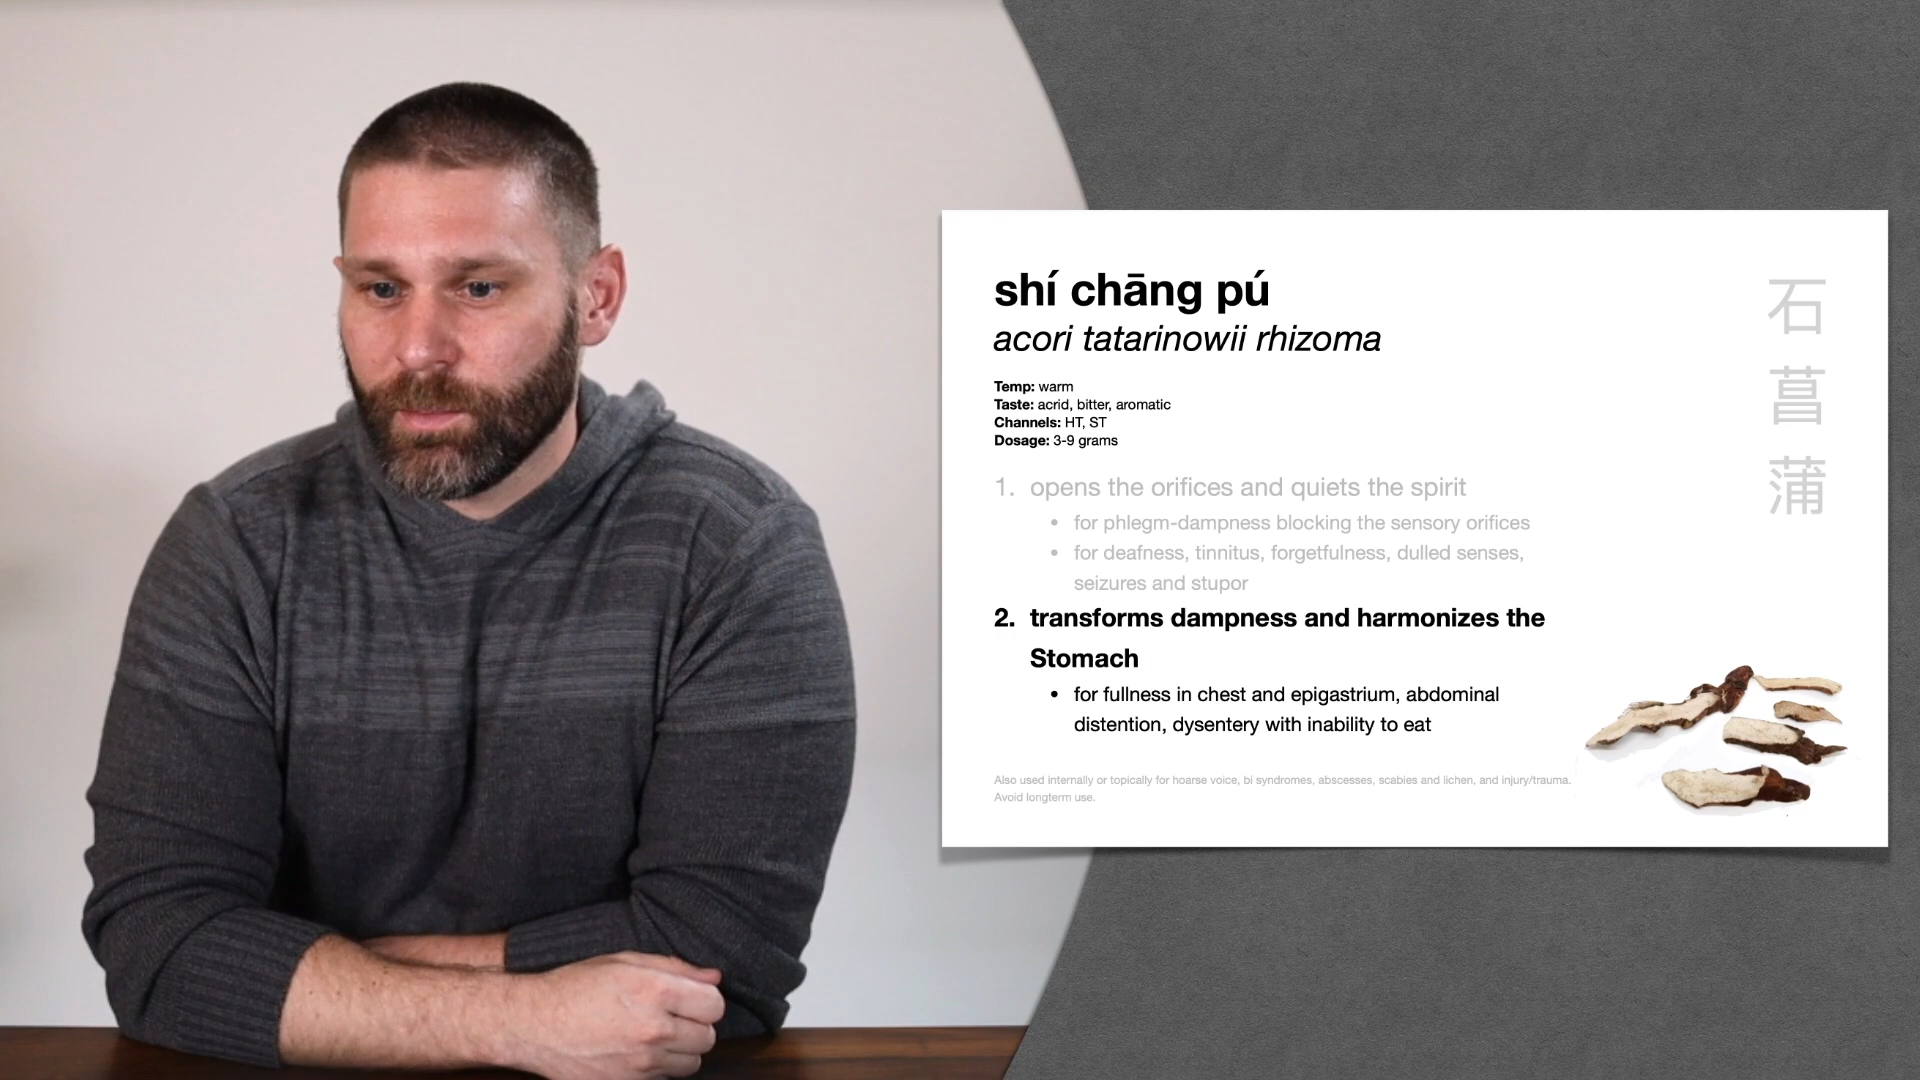 shí chāng pú
acori tatarinowii rhizoma
Temp: warm
Taste: acrid, bitter, aromatic
Channels: HT, ST
Dosage: 3-9 grams
1. opens the orifices and quiets the spirit
• for phlegm-dampness blocking the sensory orifices
• for deafness, tinnitus, forgetfulness, dulled senses,
seizures and stupor
2. transforms dampness and harmonizes the
Stomach
• for fullness in chest and epigastrium, abdominal
distention, dysentery with inability to eat
Also used internally or topically for hoarse voice, bi syndromes, abscesses, scabies and lichen, and injury/trauma.
Avoid longterm use.
石菖蒲